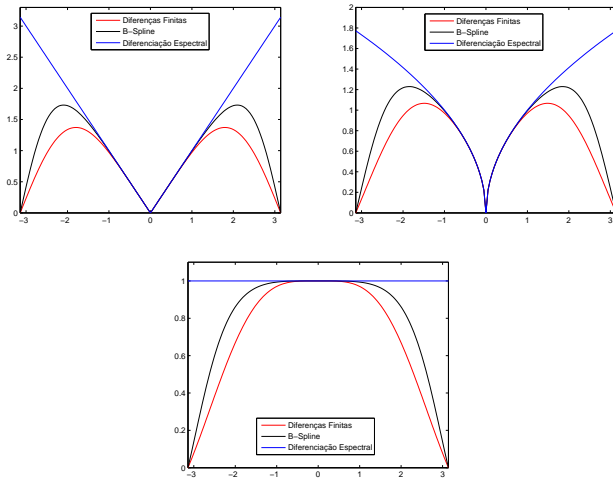 Diferenças Finitas
B−Spline
Diferenciação Espectral
3
2.5
2
1.5
1
0.5
0
−3 −2 −1 0 1 2 3
Diferenças Finitas
B−Spline
Diferenciação Espectral
2
1.8
1.6
1.4
1.2
1
0.8
0.6
0.4
0.2
0
−3 −2 −1 0 1 2 3
1
0.8
0.6
0.4
0.2
0
Diferenças Finitas
B−Spline
Diferenciação Espectral
−3 −2 −1 0 1 2 3